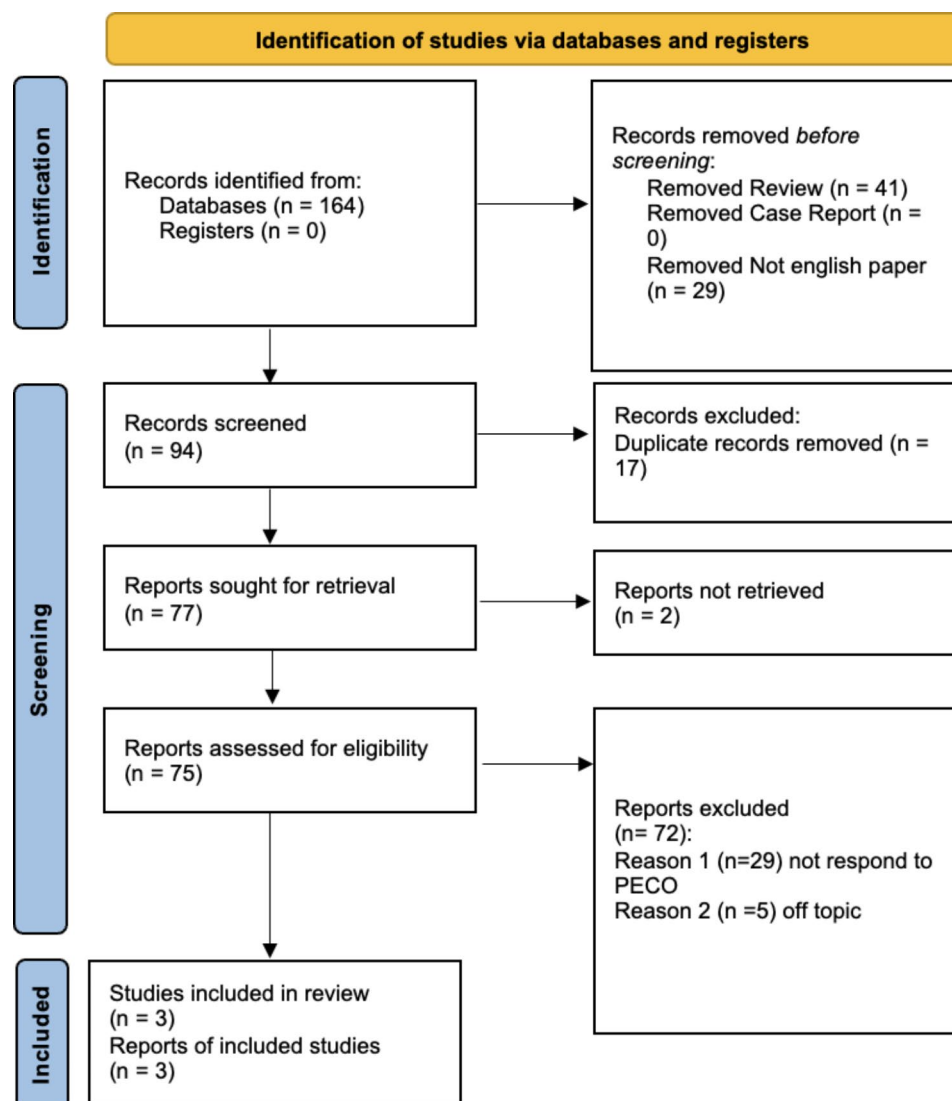 Identification of studies via databases and registers
Identification
Records identified from:
Databases (n = 164)
Registers (n = 0)
Records removed before
screening:
Removed Review (n = 41)
Removed Case Report (n =
0)
Removed Not english paper
(n = 29)
Screening
Records screened
(n = 94)
Records excluded:
Duplicate records removed (n =
17)
Reports sought for retrieval
(n = 77)
Reports not retrieved
(n = 2)
Reports assessed for eligibility
(n = 75)
Reports excluded
(n= 72):
Reason 1 (n=29) not respond to
PECO
Reason 2 (n =5) off topic
Included
Studies included in review
(n = 3)
Reports of included studies
(n = 3)